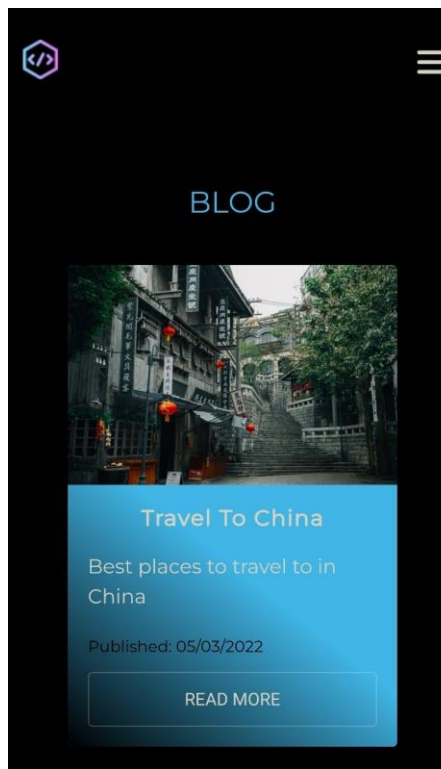 </>
BLOG
Travel To China
Best places to travel to in
China
Published: 05/03/2022
READ MORE